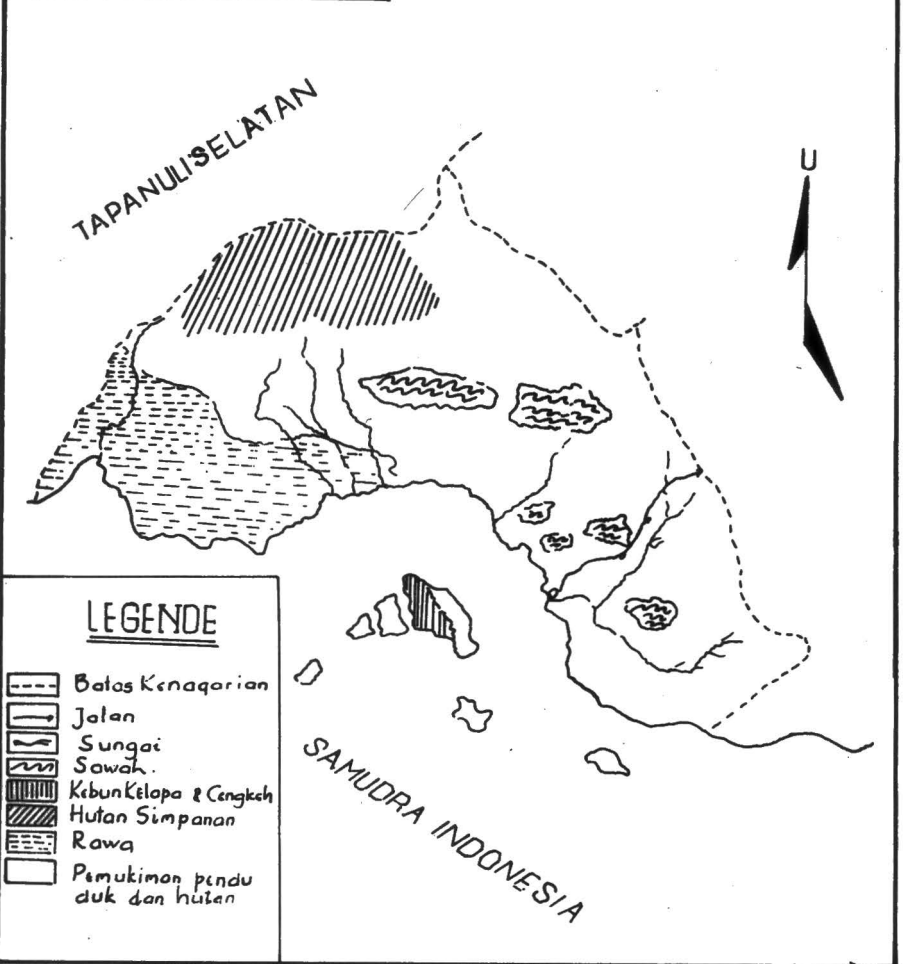 TAPANULI SELATAN
U
LEGENDE
Batas Kenagarian
Jalan
Sungai
Sawah.
Kebun Kelapa & Cengkeh
Hutan Simpanan
Rawa
Pemukiman pendu
duk dan hutan
SAMUDRA INDONESIA